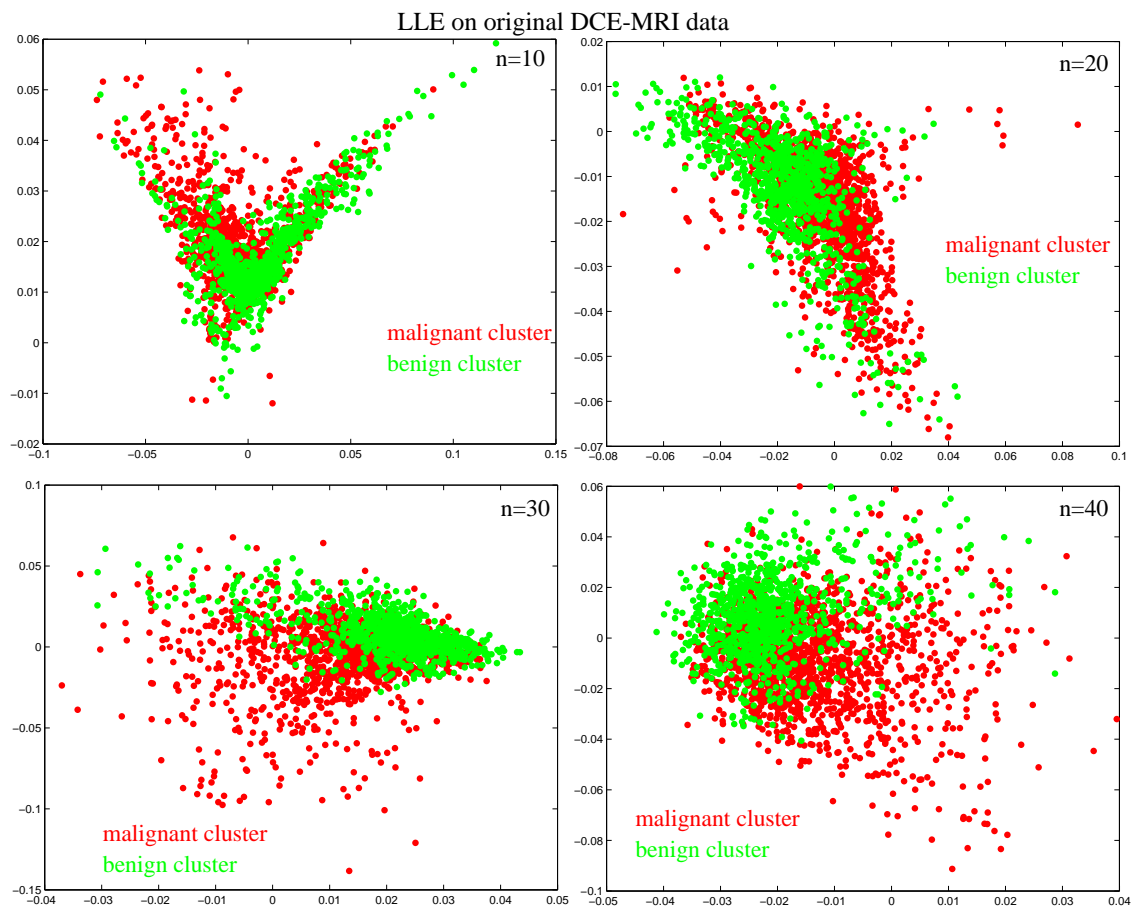 LLE on original DCE-MRI data
n=10
0.06
0.05
0.04
0.03
0.02
0.01
0
−0.01
−0.02
malignant cluster
benign cluster
−0.1 −0.05 0 0.05 0.1 0.15
n=20
0.02
0.01
0
−0.01
−0.02
−0.03
−0.04
−0.05
−0.06
−0.07
malignant cluster
benign cluster
−0.08 −0.06 −0.04 −0.02 0 0.02 0.04 0.06 0.08 0.1
n=30
0.1
0.05
0
−0.05
−0.1
−0.15
malignant cluster
benign cluster
−0.05 −0.04 −0.03 −0.02 −0.01 0 0.01 0.02 0.03 0.04 0.05
n=40
0.06
0.04
0.02
0
−0.02
−0.04
−0.06
−0.08
−0.1
malignant cluster
benign cluster
−0.05 −0.04 −0.03 −0.02 −0.01 0 0.01 0.02 0.03 0.04